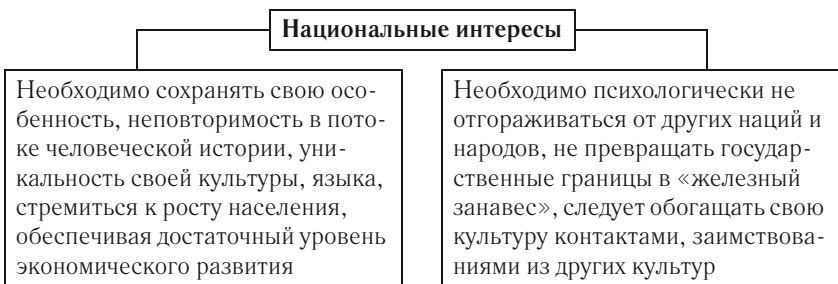 Национальные интересы
Необходимо сохранять свою осо-
бенность, неповторимость в пото-
ке человеческой истории, уни-
кальность своей культуры, языка,
стремиться к росту населения,
обеспечивая достаточный уровень
экономического развития
Необходимо психологически не
отгораживаться от других наций и
народов, не превращать государ-
ственные границы в «железный
занавес», следует обогащать свою
культуру контактами, заимствова-
ниями из других культур